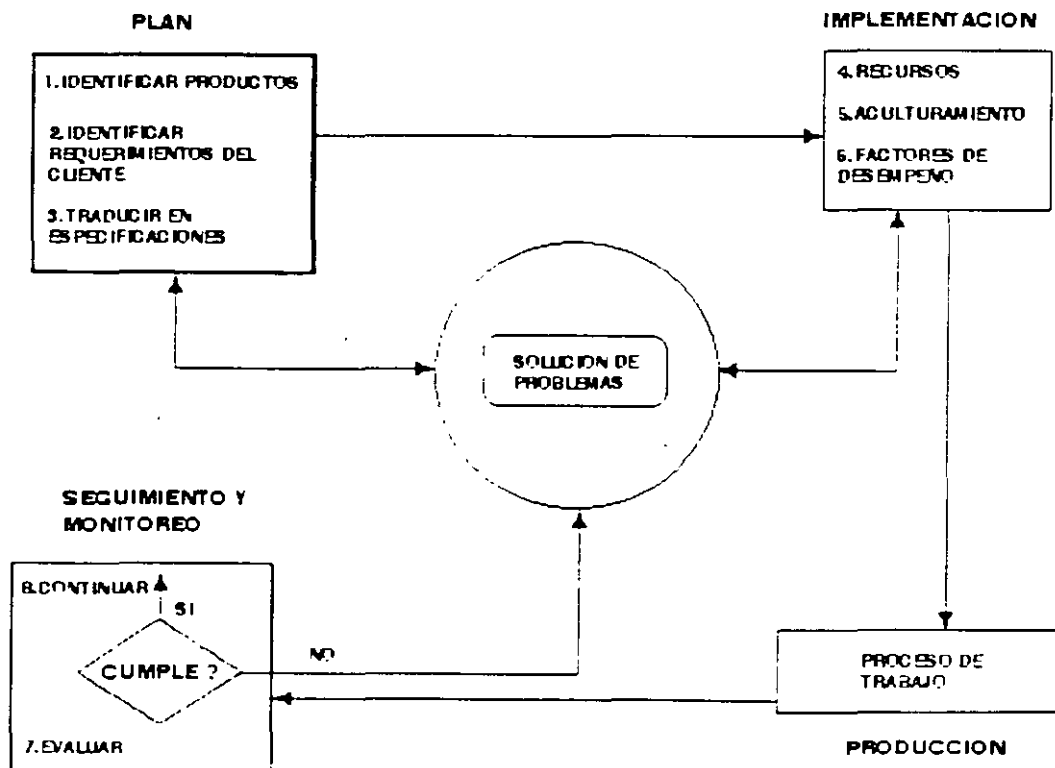 PLAN
1.IDENTIFICAR PRODUCTOS
2.IDENTIFICAR
REQUERIMIENTOS DEL
CLIENTE
3.TRADUCIR EN
ESPECIFICACIONES
IMPLEMENTACION
4.RECURSOS
5.ACULTURAMIENTO
6.FACTORES DE
DESEMPEÑO
SOLUCION DE
PROBLEMAS
SEGUIMIENTO Y
MONITOREO
8.CONTINUAR
SI
CUMPLE ?
NO
7.EVALUAR
PROCESO DE
TRABAJO
PRODUCCION